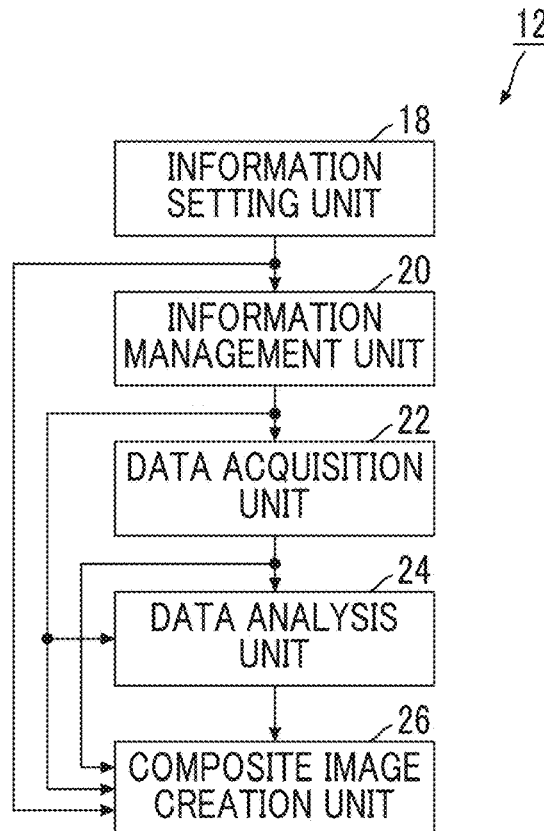 12
18
INFORMATION
SETTING UNIT
20
INFORMATION
MANAGEMENT UNIT
22
DATA ACQUISITION
UNIT
24
DATA ANALYSIS
UNIT
26
COMPOSITE IMAGE
CREATION UNIT